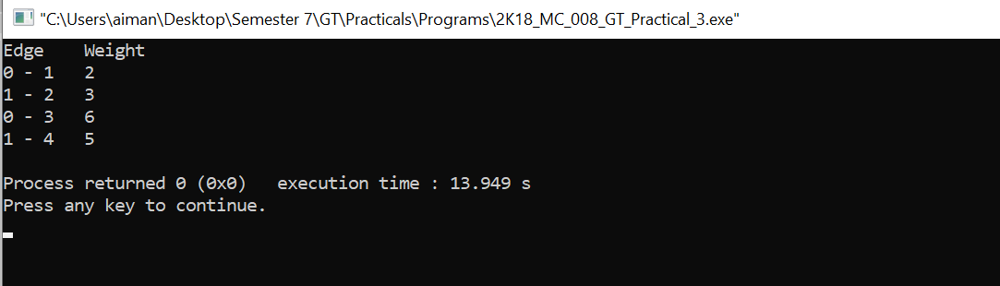 "C:\Users\aiman\Desktop\Semester 7\GT\Practicals\Programs\2K18_MC_008_GT_Practical_3.exe"
Edge    Weight
0 - 1   2
1 - 2   3
0 - 3   6
1 - 4   5
Process returned 0 (0x0)   execution time : 13.949 s
Press any key to continue.